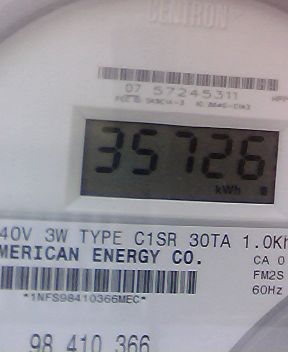 CENTRON
07 57245311
35726
kWh
40V 3W TYPE C1SR 30TA 1.0Kh
MERICAN ENERGY CO.
CA 0
FM2S
60Hz
*1NFS98410366MEC*
98 410 366